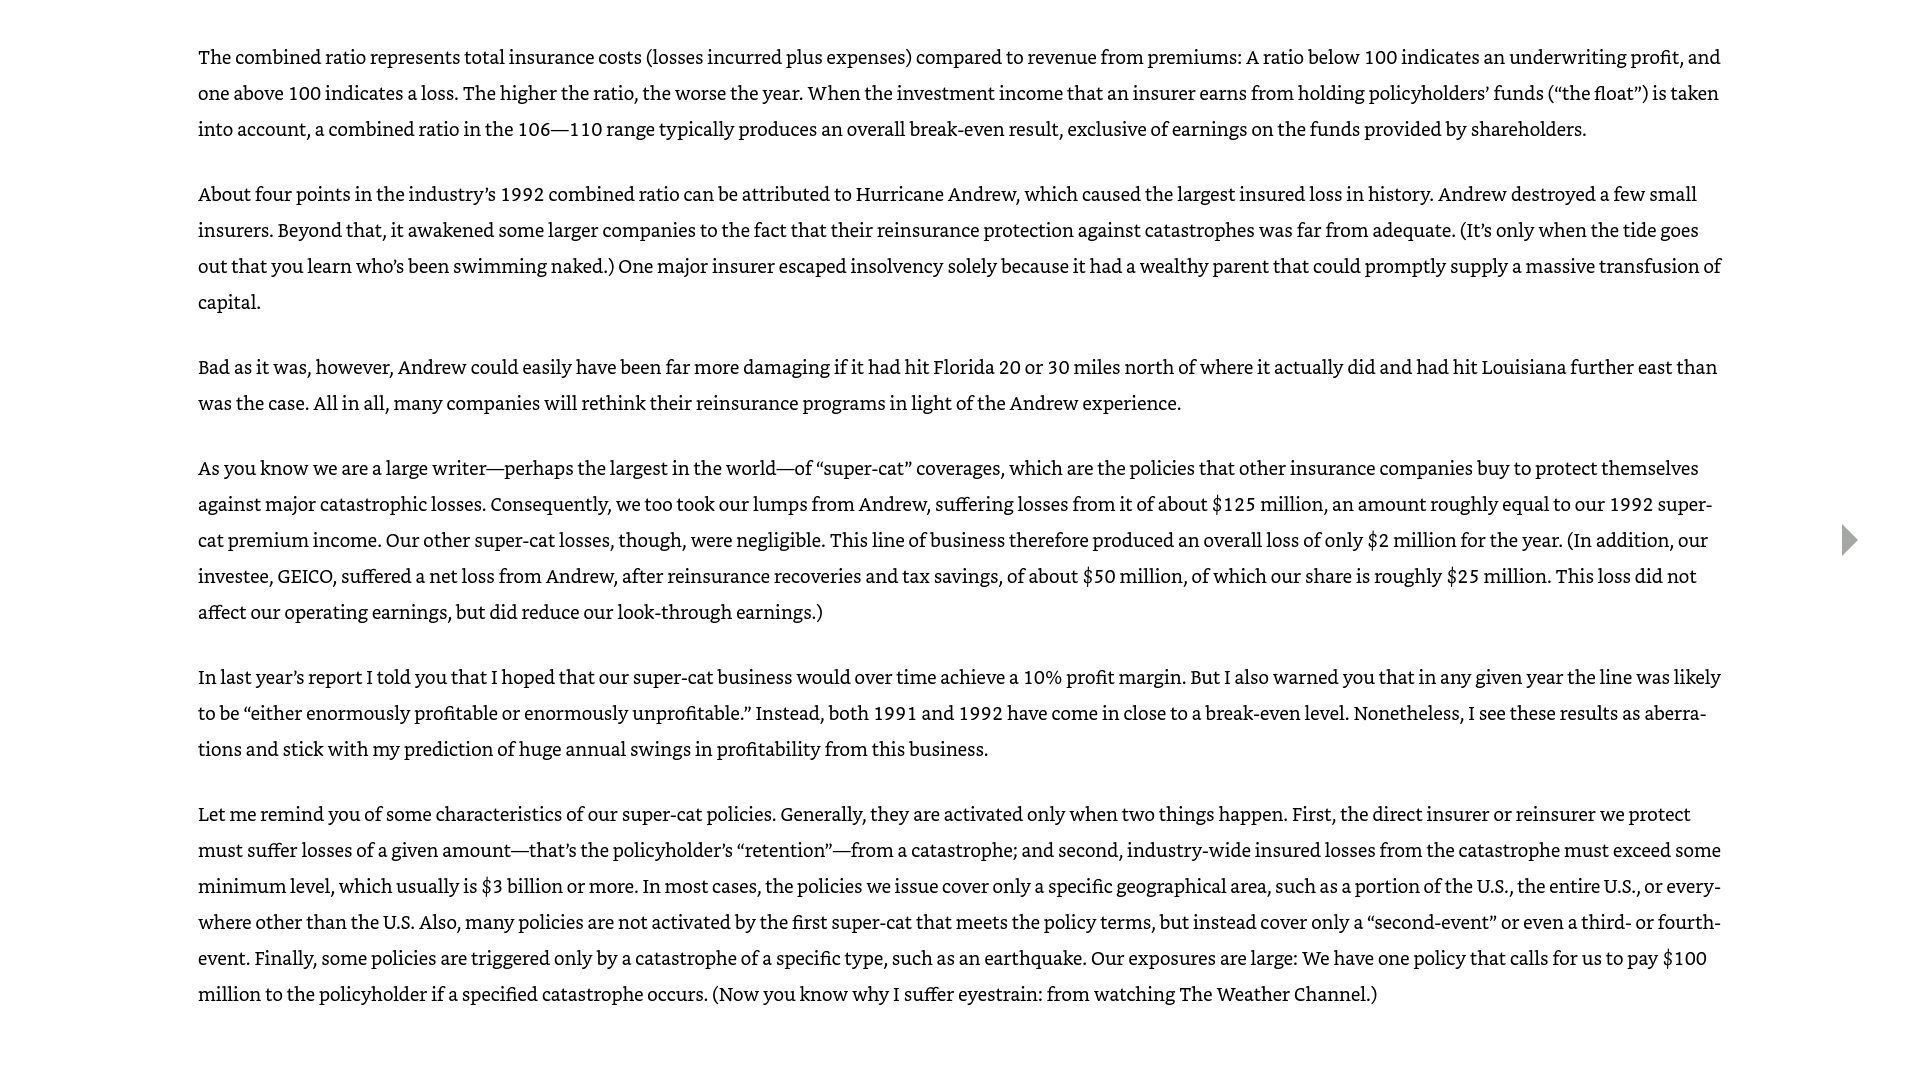 The combined ratio represents total insurance costs (losses incurred plus expenses) compared to revenue from premiums: A ratio below 100 indicates an underwriting profit, and
one above 100 indicates a loss. The higher the ratio, the worse the year. When the investment income that an insurer earns from holding policyholders’ funds (“the float”) is taken
into account, a combined ratio in the 106—110 range typically produces an overall break-even result, exclusive of earnings on the funds provided by shareholders.
About four points in the industry’s 1992 combined ratio can be attributed to Hurricane Andrew, which caused the largest insured loss in history. Andrew destroyed a few small
insurers. Beyond that, it awakened some larger companies to the fact that their reinsurance protection against catastrophes was far from adequate. (It’s only when the tide goes
out that you learn who’s been swimming naked.) One major insurer escaped insolvency solely because it had a wealthy parent that could promptly supply a massive transfusion of
capital.
Bad as it was, however, Andrew could easily have been far more damaging if it had hit Florida 20 or 30 miles north of where it actually did and had hit Louisiana further east than
was the case. All in all, many companies will rethink their reinsurance programs in light of the Andrew experience.
As you know we are a large writer—perhaps the largest in the world—of “super-cat” coverages, which are the policies that other insurance companies buy to protect themselves
against major catastrophic losses. Consequently, we too took our lumps from Andrew, suffering losses from it of about $125 million, an amount roughly equal to our 1992 super-
cat premium income. Our other super-cat losses, though, were negligible. This line of business therefore produced an overall loss of only $2 million for the year. (In addition, our
investee, GEICO, suffered a net loss from Andrew, after reinsurance recoveries and tax savings, of about $50 million, of which our share is roughly $25 million. This loss did not
affect our operating earnings, but did reduce our look-through earnings.)
In last year’s report I told you that I hoped that our super-cat business would over time achieve a 10% profit margin. But I also warned you that in any given year the line was likely
to be “either enormously profitable or enormously unprofitable.” Instead, both 1991 and 1992 have come in close to a break-even level. Nonetheless, I see these results as aberra-
tions and stick with my prediction of huge annual swings in profitability from this business.
Let me remind you of some characteristics of our super-cat policies. Generally, they are activated only when two things happen. First, the direct insurer or reinsurer we protect
must suffer losses of a given amount—that’s the policyholder’s “retention”—from a catastrophe; and second, industry-wide insured losses from the catastrophe must exceed some
minimum level, which usually is $3 billion or more. In most cases, the policies we issue cover only a specific geographical area, such as a portion of the U.S., the entire U.S., or every-
where other than the U.S. Also, many policies are not activated by the first super-cat that meets the policy terms, but instead cover only a “second-event” or even a third- or fourth-
event. Finally, some policies are triggered only by a catastrophe of a specific type, such as an earthquake. Our exposures are large: We have one policy that calls for us to pay $100
million to the policyholder if a specified catastrophe occurs. (Now you know why I suffer eyestrain: from watching The Weather Channel.)